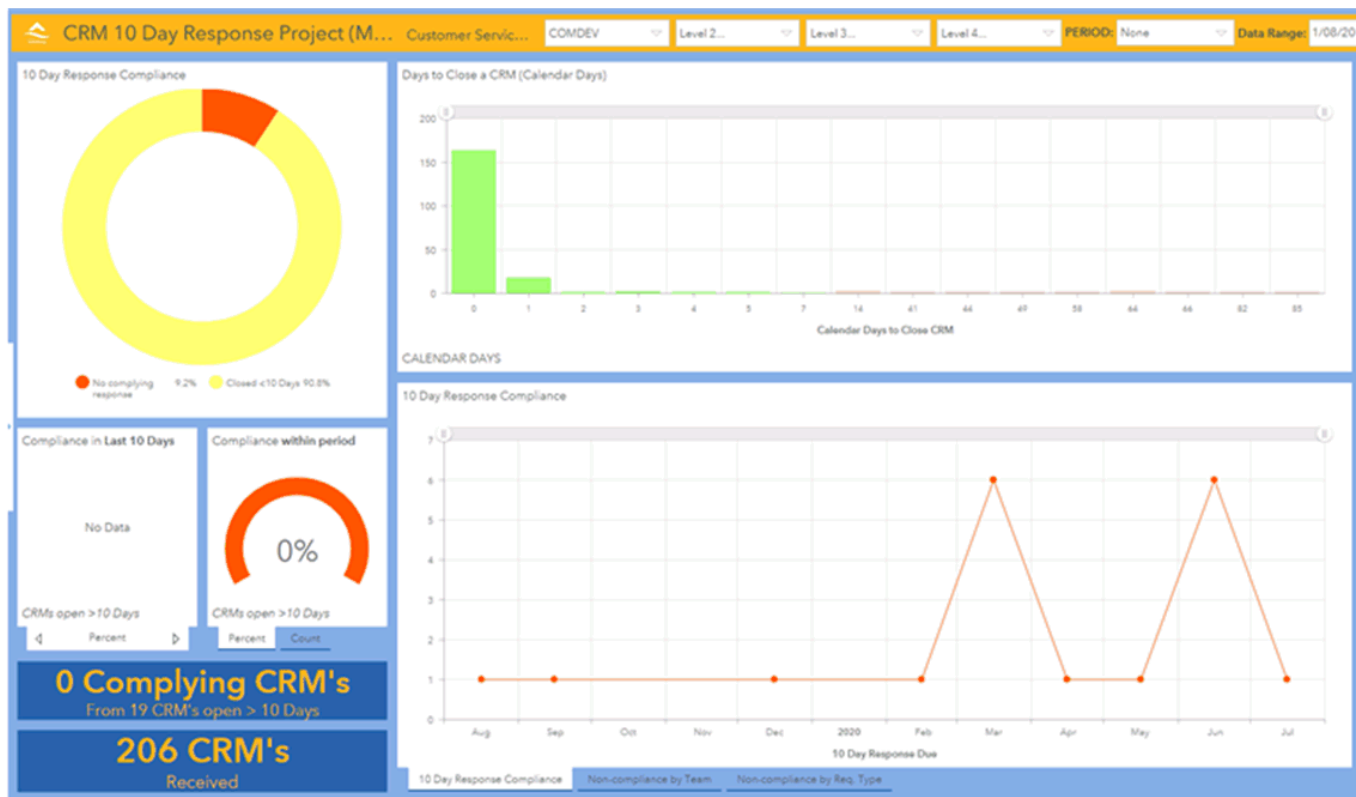 CRM 10 Day Response Project (M... Customer Servic... COMDEV Level 2... Level 3... Level 4... PERIOD: None Data Range: 1/08/20
10 Day Response Compliance
No complying response 9.2% Closed <10 Days 90.8%
Days to Close a CRM (Calendar Days)
200
150
100
50
0
0 1 2 3 4 5 7 14 41 44 49 58 64 66 82 85
Calendar Days to Close CRM
CALENDAR DAYS
Compliance in Last 10 Days
No Data
CRMs open >10 Days
Percent
Compliance within period
0%
CRMs open >10 Days
Percent Count
0 Complying CRM's
From 19 CRM's open > 10 Days
206 CRM's
Received
10 Day Response Compliance
7
6
5
4
3
2
1
0
Aug Sep Oct Nov Dec 2020 Feb Mar Apr May Jun Jul
10 Day Response Due
10 Day Response Compliance Non-compliance by Team Non-compliance by Req. Type